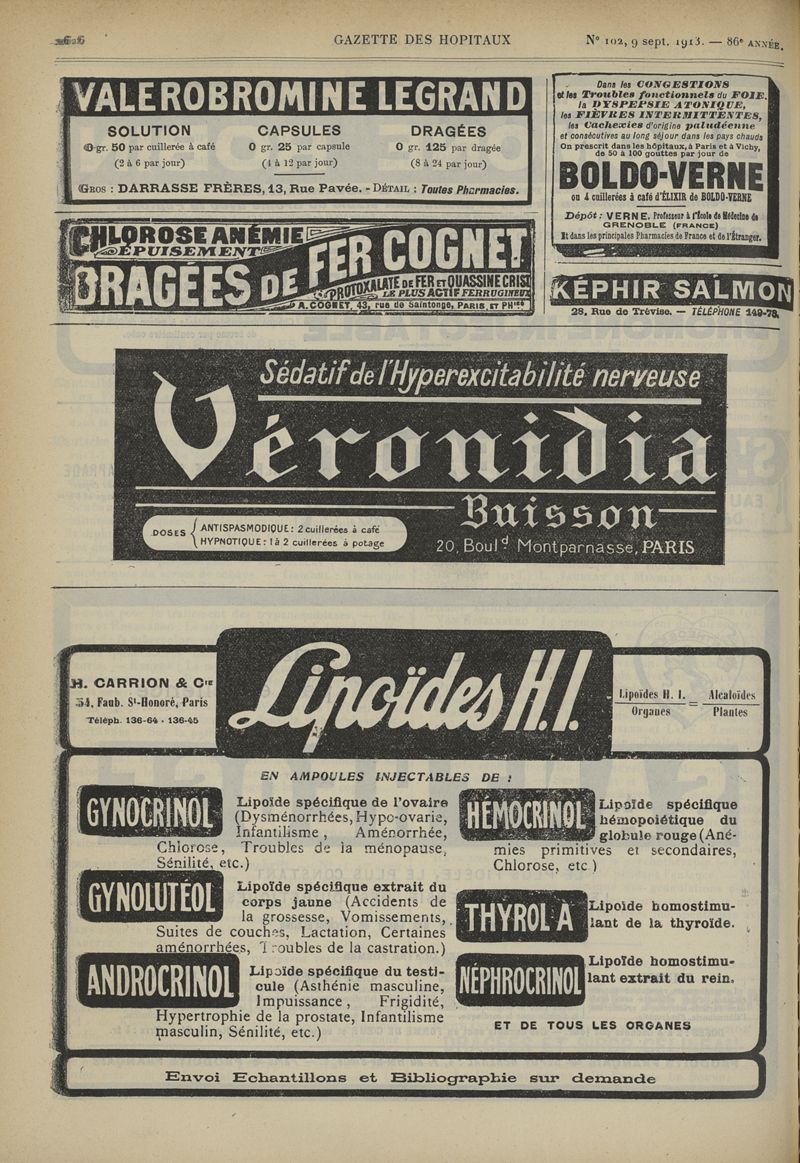 GAZETTE DES HOPITAUX
N° 102, 9 sept. 1913. — 86e ANNÉE.
VALEROBROMINE LEGRAND
SOLUTION
0 gr. 50 par cuillerée à café
(2 à 6 par jour)
CAPSULES
0 gr. 25 par capsule
(4 à 12 par jour)
DRAGÉES
0 gr. 125 par dragée
(8 à 24 par jour)
GROS : DARRASSE FRÈRES, 13, Rue Pavée. - DÉTAIL : Toutes Pharmacies.
Dans les CONGESTIONS
et les Troubles fonctionnels du FOIE,
la DYSPEPSIE ATONIQUE,
les FIÈVRES INTERMITTENTES,
les Cachexies d'origine paludéenne
et consécutives au long séjour dans les pays chauds
On prescrit dans les hôpitaux, à Paris et à Vichy,
de 50 à 100 gouttes par jour de
BOLDO-VERNE
ou 4 cuillerées à café d'ÉLIXIR de BOLDO-VERNE
Dépôt : VERNE, Professeur à l'École de Médecine de
GRENOBLE (FRANCE)
Et dans les principales Pharmacies de France et de l'Étranger.
CHLOROSE ANÉMIE
ÉPUISEMENT
DRAGÉES DE FER COGNET
PROTOXALATE DE FER ET QUASSINE CRIST
LE PLUS ACTIF FERRUGINEUX
A. COGNET, 43, rue de Saintonge, PARIS, ET PHies
KÉPHIR SALMON
28, Rue de Trévise. — TÉLÉPHONE 149-78,
Sédatif de l'Hyperexcitabilité nerveuse
Véronidia
Buisson
DOSES { ANTISPASMODIQUE : 2 cuillerées à café
HYPNOTIQUE : 1 à 2 cuillerées à potage
20, Bould Montparnasse, PARIS
H. CARRION & Cie
54, Faub. St-Honoré, Paris
Téléph. 136-64 - 136-45
Lipoïdes H.I.
Lipoïdes H. I. = Alcaloïdes
Organes Plantes
EN AMPOULES INJECTABLES DE :
GYNOCRINOL
Lipoïde spécifique de l'ovaire
(Dysménorrhées, Hypo-ovarie,
Infantilisme, Aménorrhée,
Chlorose, Troubles de la ménopause,
Sénilité, etc.)
GYNOLUTÉOL
Lipoïde spécifique extrait du
corps jaune (Accidents de
la grossesse, Vomissements,
Suites de couches, Lactation, Certaines
aménorrhées, Troubles de la castration.)
ANDROCRINOL
Lipoïde spécifique du testi-
cule (Asthénie masculine,
Impuissance, Frigidité,
Hypertrophie de la prostate, Infantilisme
masculin, Sénilité, etc.)
HÉMOCRINOL
Lipoïde spécifique
hémopoiétique du
globule rouge (Ané-
mies primitives et secondaires,
Chlorose, etc )
THYROL A
Lipoïde homostimu-
lant de la thyroïde.
NÉPHROCRINOL
Lipoïde homostimu-
lant extrait du rein,
ET DE TOUS LES ORGANES
Envoi Echantillons et Bibliographie sur demande